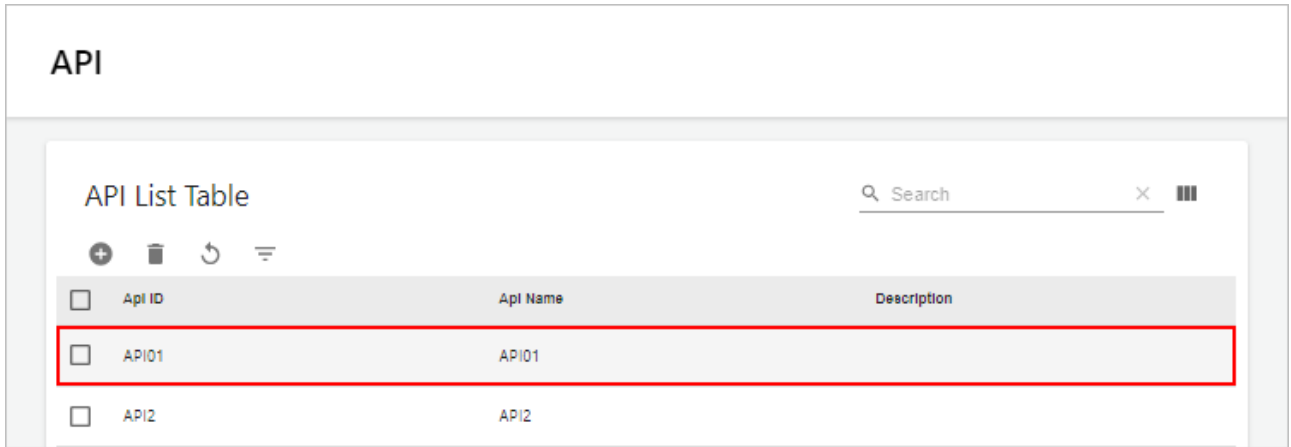 API
API List Table
Search
Api ID Api Name Description
API01 API01
API2 API2